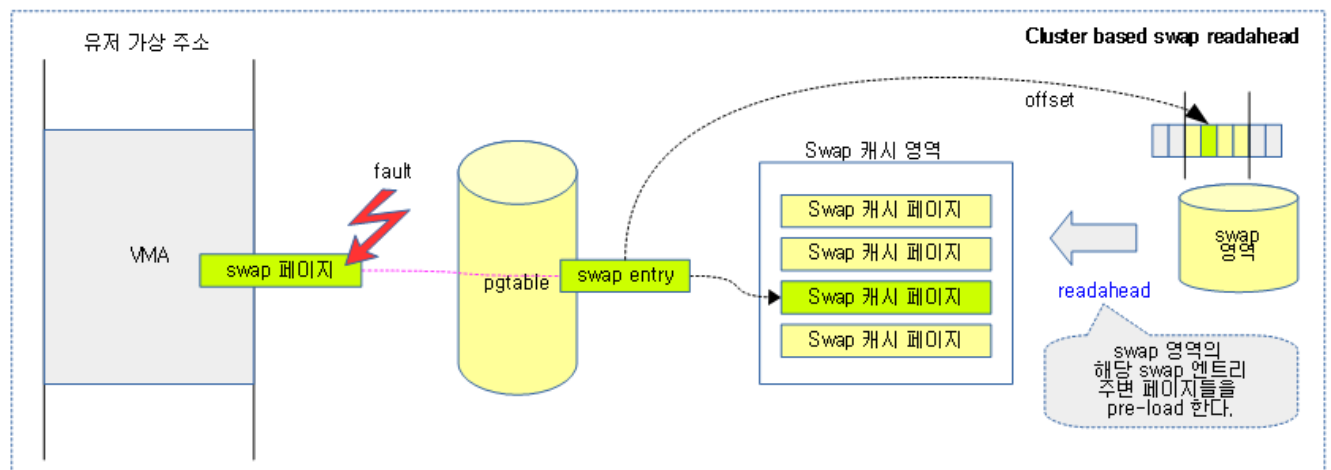 유저 가상 주소
Cluster based swap readahead
offset
Swap 캐시 영역
fault
Swap 캐시 페이지
Swap 캐시 페이지
Swap 캐시 페이지
Swap 캐시 페이지
VMA
swap 페이지
pgtable
swap entry
swap
영역
readahead
swap 영역의
해당 swap 엔트리
주변 페이지들을
pre-load 한다.